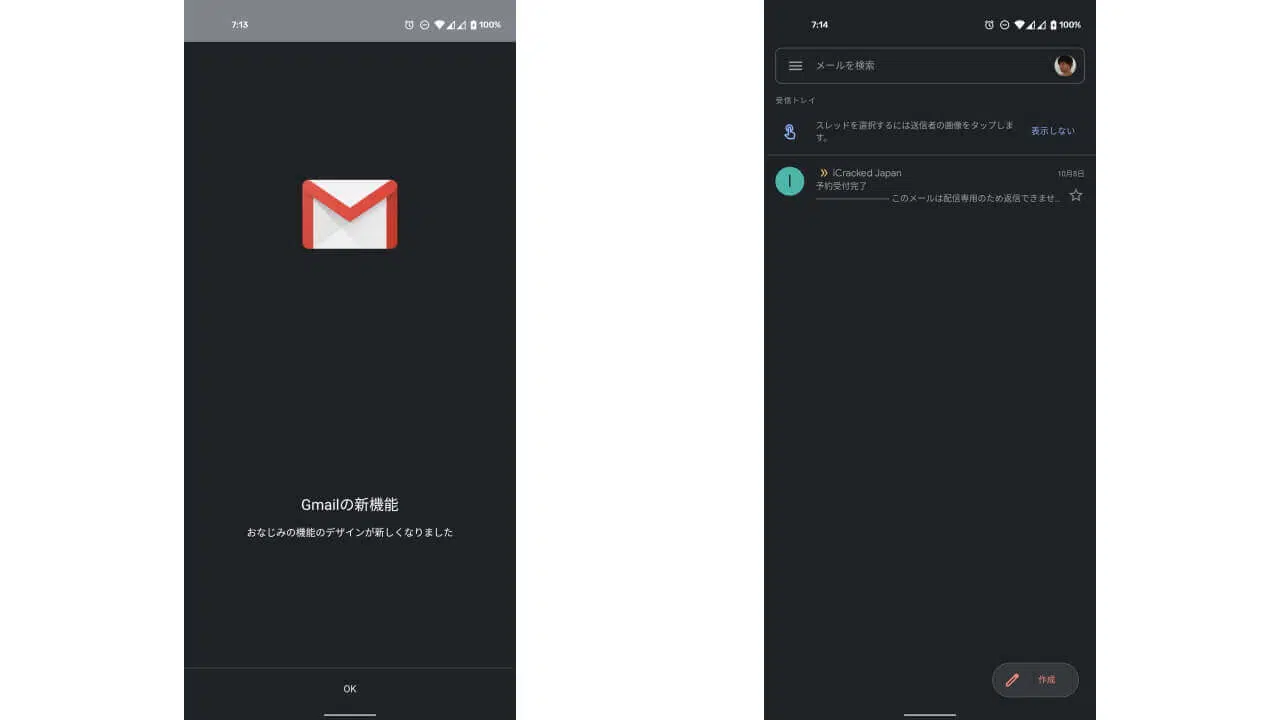 7:13
100%
Gmailの新機能
おなじみの機能のデザインが新しくなりました
OK
7:14
100%
メールを検索
受信トレイ
スレッドを選択するには送信者の画像をタップしま
す。
表示しない
I
iCracked Japan
10月8日
予約受付完了
━━━━━━━━━━ このメールは配信専用のため返信できませ...
作成